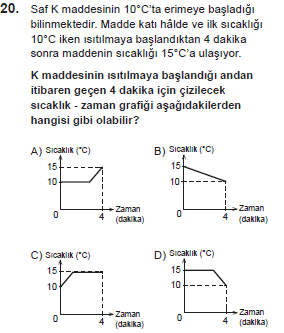 20. Saf K maddesinin 10°C'ta erimeye başladığı
bilinmektedir. Madde katı hâlde ve ilk sıcaklığı
10°C iken ısıtılmaya başlandıktan 4 dakika
sonra maddenin sıcaklığı 15°C'a ulaşıyor.
K maddesinin ısıtılmaya başlandığı andan
itibaren geçen 4 dakika için çizilecek
sıcaklık - zaman grafiği aşağıdakilerden
hangisi gibi olabilir?
A) Sıcaklık (°C)
15
10
0
4
Zaman
(dakika)
B) Sıcaklık (°C)
15
10
0
4
Zaman
(dakika)
C) Sıcaklık (°C)
15
10
0
4
Zaman
(dakika)
D) Sıcaklık (°C)
15
10
0
4
Zaman
(dakika)